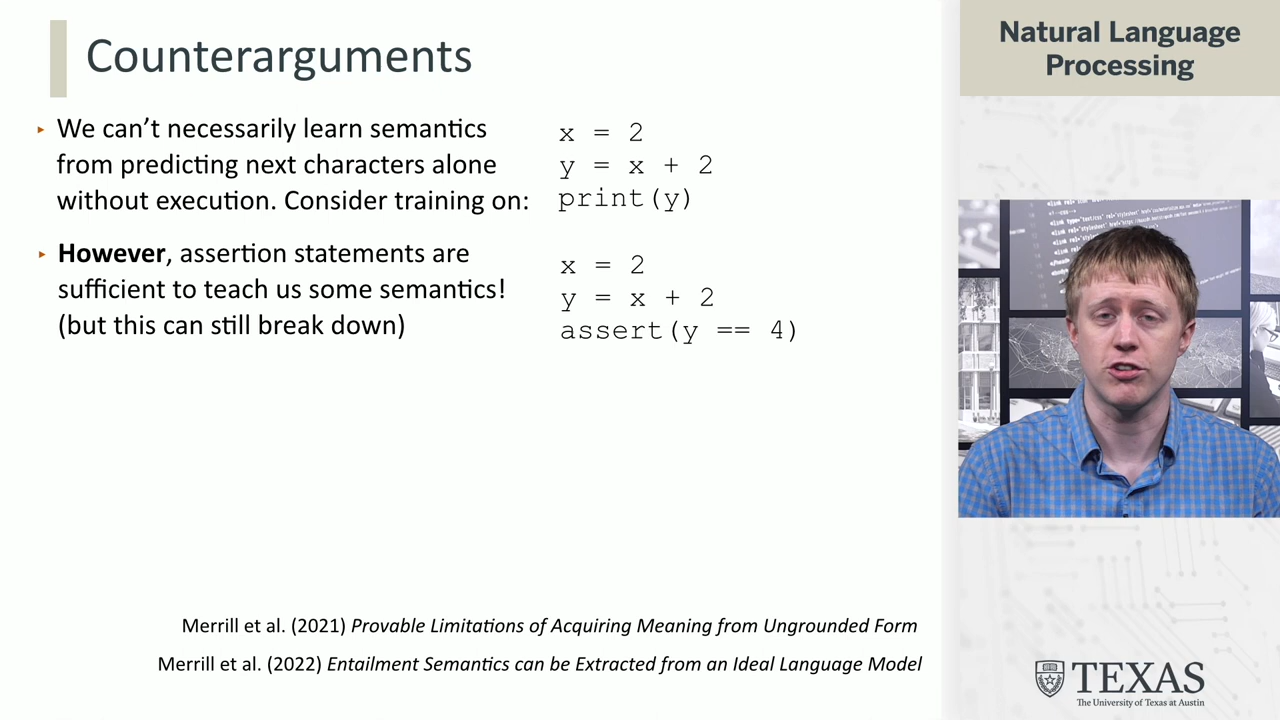 Counterarguments
Natural Language
Processing
‣ We can’t necessarily learn semantics
from predicting next characters alone
without execution. Consider training on:
x = 2
y = x + 2
print(y)
‣ However, assertion statements are
sufficient to teach us some semantics!
(but this can still break down)
x = 2
y = x + 2
assert(y == 4)
Merrill et al. (2021) Provable Limitations of Acquiring Meaning from Ungrounded Form
Merrill et al. (2022) Entailment Semantics can be Extracted from an Ideal Language Model
TEXAS
The University of Texas at Austin